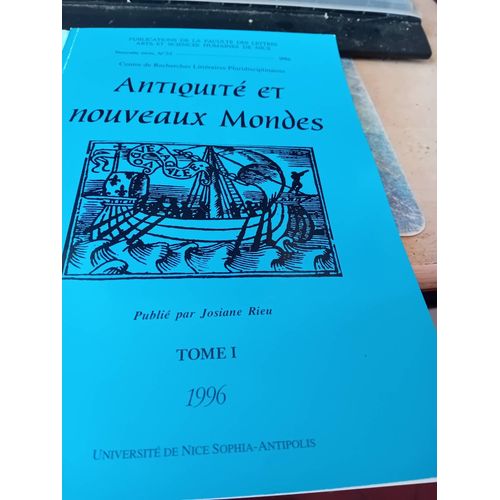 PUBLICATIONS DE LA FACULTÉ DES LETTRES
ARTS ET SCIENCES HUMAINES DE NICE
1996
Centre de Recherches Littéraires Pluridisciplinaires
Antiquité et
nouveaux Mondes
Publié par Josiane Rieu
TOME I
1996
UNIVERSITÉ DE NICE SOPHIA-ANTIPOLIS